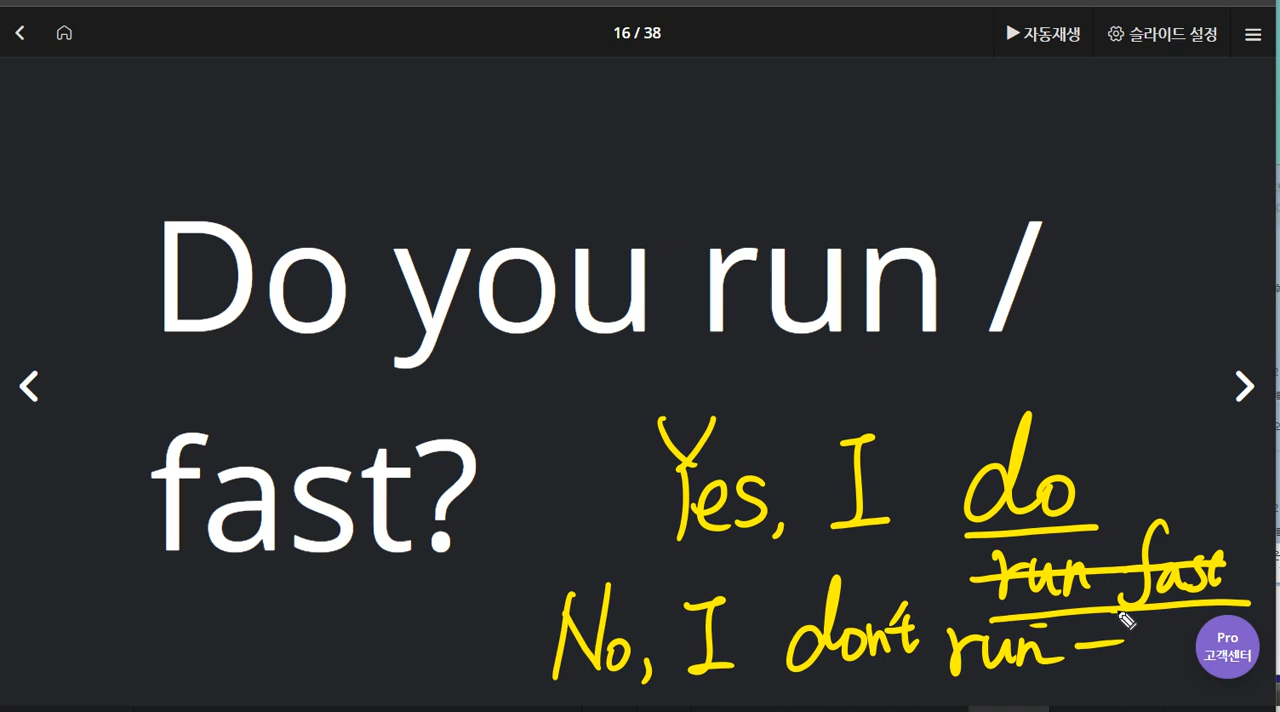 16 / 38
▶ 자동재생
슬라이드 설정
Do you run /
fast?
Yes, I do
run fast
No, I don't run
Pro
고객센터